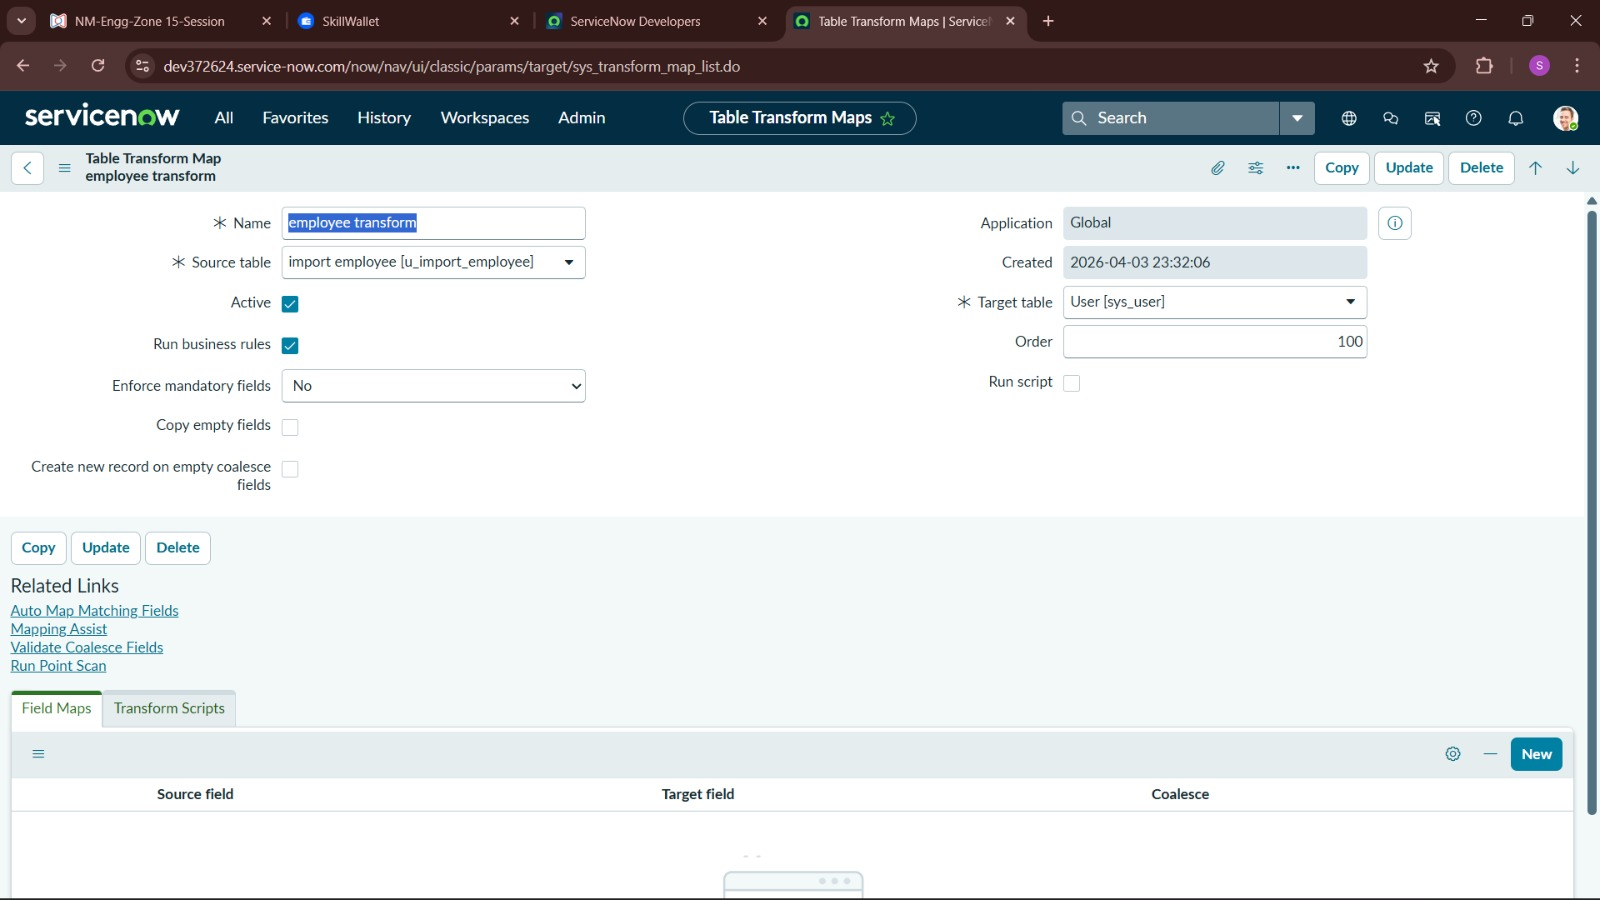 NM-Engg-Zone 15-Session
SkillWallet
ServiceNow Developers
Table Transform Maps | Service
dev372624.service-now.com/now/nav/ui/classic/params/target/sys_transform_map_list.do
S
servicenow All Favorites History Workspaces Admin Table Transform Maps Search
Table Transform Map
employee transform
Copy Update Delete
Name employee transform
Source table import employee [u_import_employee]
Active
Run business rules
Enforce mandatory fields No
Copy empty fields
Create new record on empty coalesce
fields
Application Global
Created 2026-04-03 23:32:06
Target table User [sys_user]
Order 100
Run script
Copy Update Delete
Related Links
Auto Map Matching Fields
Mapping Assist
Validate Coalesce Fields
Run Point Scan
Field Maps Transform Scripts
New
Source field Target field Coalesce